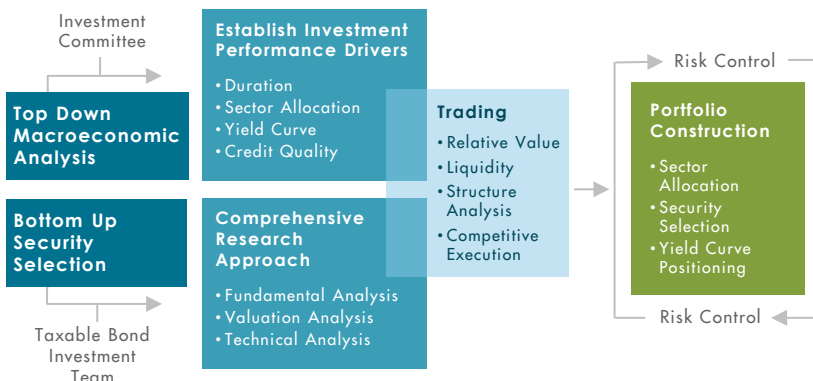 Investment
Committee
Top Down
Macroeconomic
Analysis
Bottom Up
Security
Selection
Taxable Bond
Investment
Team
Establish Investment
Performance Drivers
• Duration
• Sector Allocation
• Yield Curve
• Credit Quality
Comprehensive
Research
Approach
• Fundamental Analysis
• Valuation Analysis
• Technical Analysis
Trading
• Relative Value
• Liquidity
• Structure
Analysis
• Competitive
Execution
Risk Control
Portfolio
Construction
• Sector
Allocation
• Security
Selection
• Yield Curve
Positioning
Risk Control